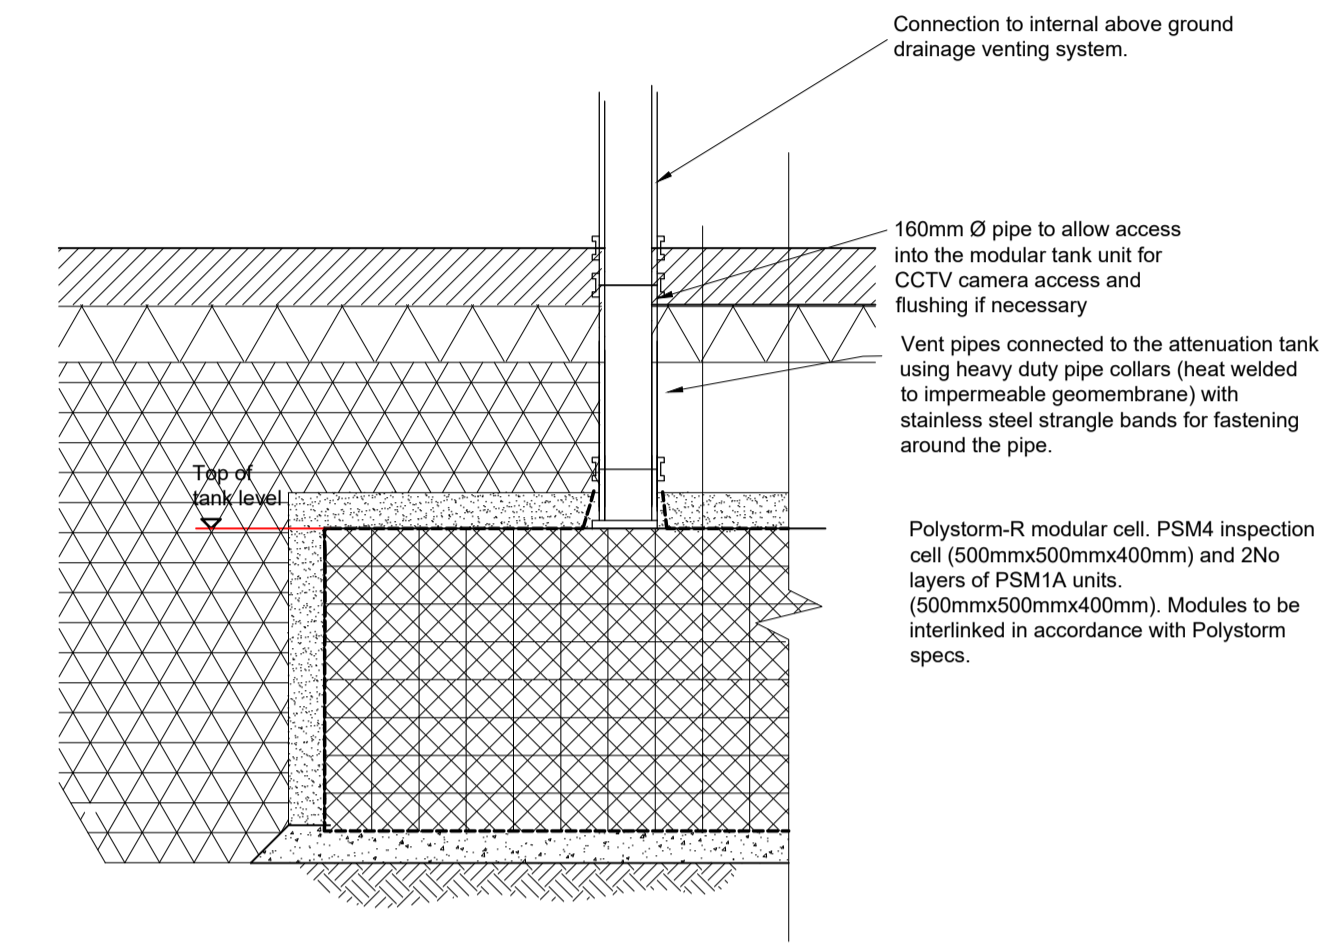 Connection to internal above ground
drainage venting system.
160mm Ø pipe to allow access
into the modular tank unit for
CCTV camera access and
flushing if necessary
Vent pipes connected to the attenuation tank
using heavy duty pipe collars (heat welded
to impermeable geomembrane) with
stainless steel strangle bands for fastening
around the pipe.
Top of
tank level
Polystorm-R modular cell. PSM4 inspection
cell (500mmx500mmx400mm) and 2No
layers of PSM1A units.
(500mmx500mmx400mm). Modules to be
interlinked in accordance with Polystorm
specs.